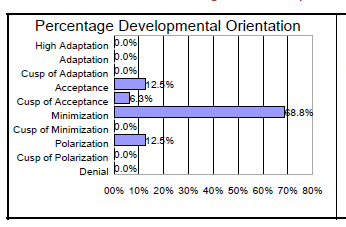 Percentage Developmental Orientation
High Adaptation 0.0%
Adaptation 0.0%
Cusp of Adaptation 0.0%
Acceptance 12.5%
Cusp of Acceptance 6.3%
Minimization 68.8%
Cusp of Minimization 0.0%
Polarization 12.5%
Cusp of Polarization 0.0%
Denial 0.0%
00% 10% 20% 30% 40% 50% 60% 70% 80%